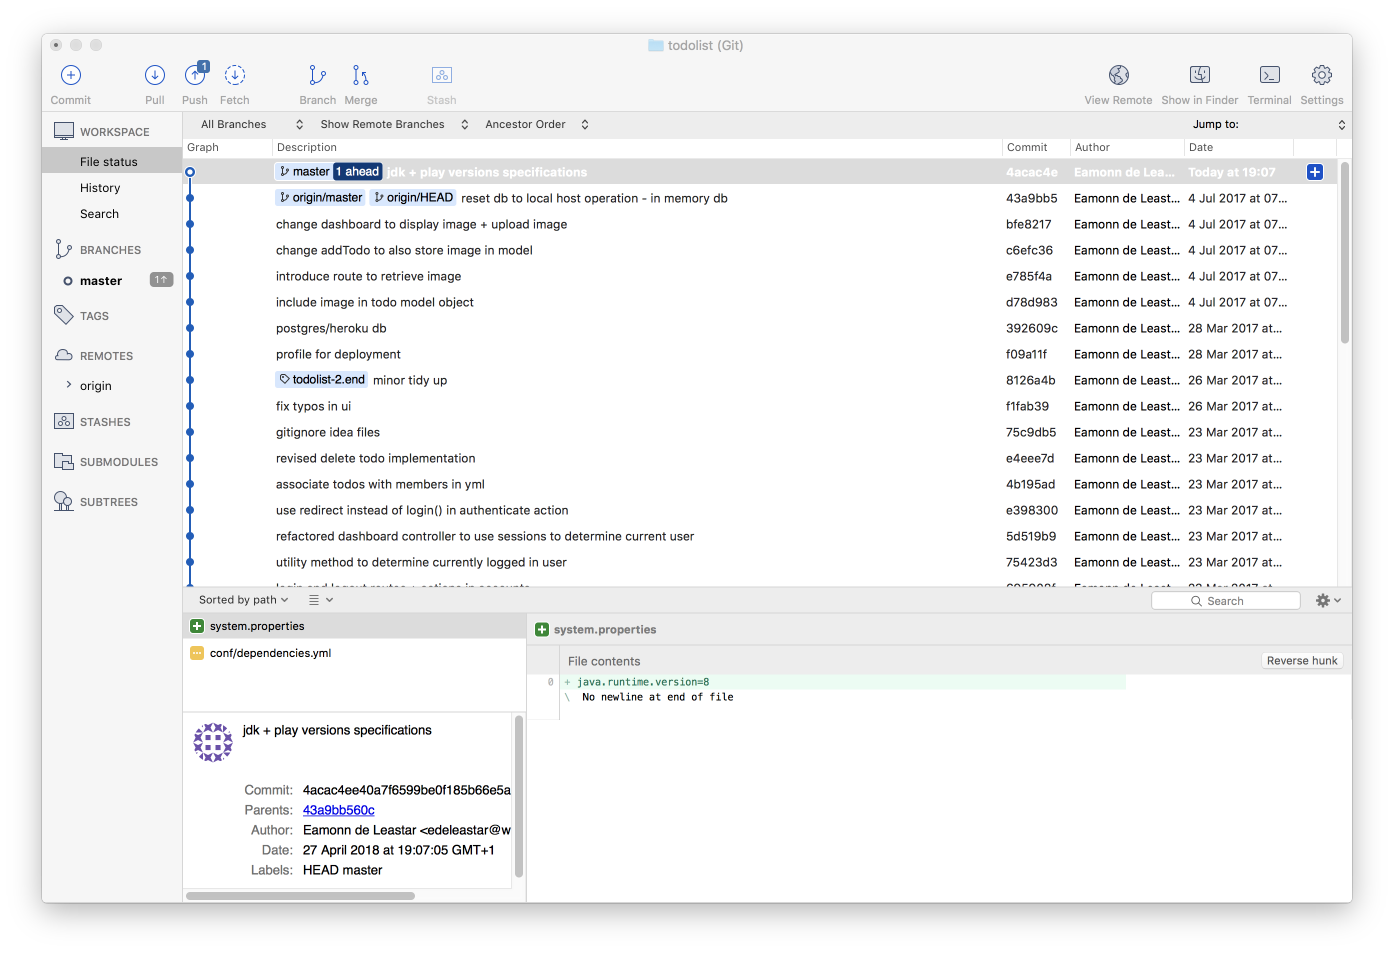 todolist (Git)
Commit
Pull
1
Push
Fetch
Branch
Merge
Stash
View Remote
Show in Finder
Terminal
Settings
WORKSPACE
File status
History
Search
BRANCHES
master 1↑
TAGS
REMOTES
origin
STASHES
SUBMODULES
SUBTREES
All Branches Show Remote Branches Ancestor Order Jump to:
Graph Description Commit Author Date
master 1 ahead jdk + play versions specifications 4acac4e Eamonn de Lea... Today at 19:07
origin/master origin/HEAD reset db to local host operation - in memory db 43a9bb5 Eamonn de Least... 4 Jul 2017 at 07...
change dashboard to display image + upload image bfe8217 Eamonn de Least... 4 Jul 2017 at 07...
change addTodo to also store image in model c6efc36 Eamonn de Least... 4 Jul 2017 at 07...
introduce route to retrieve image e785f4a Eamonn de Least... 4 Jul 2017 at 07...
include image in todo model object d78d983 Eamonn de Least... 4 Jul 2017 at 07...
postgres/heroku db 392609c Eamonn de Least... 28 Mar 2017 at...
profile for deployment f09a11f Eamonn de Least... 28 Mar 2017 at...
todolist-2.end minor tidy up 8126a4b Eamonn de Least... 26 Mar 2017 at...
fix typos in ui f1fab39 Eamonn de Least... 26 Mar 2017 at...
gitignore idea files 75c9db5 Eamonn de Least... 23 Mar 2017 at...
revised delete todo implementation e4eee7d Eamonn de Least... 23 Mar 2017 at...
associate todos with members in yml 4b195ad Eamonn de Least... 23 Mar 2017 at...
use redirect instead of login() in authenticate action e398300 Eamonn de Least... 23 Mar 2017 at...
refactored dashboard controller to use sessions to determine current user 5d519b9 Eamonn de Least... 23 Mar 2017 at...
utility method to determine currently logged in user 75423d3 Eamonn de Least... 23 Mar 2017 at...
Sorted by path Search
system.properties
conf/dependencies.yml
system.properties
File contents Reverse hunk
0 + java.runtime.version=8
\ No newline at end of file
jdk + play versions specifications
Commit: 4acac4ee40a7f6599be0f185b66e5a
Parents: 43a9bb560c
Author: Eamonn de Leastar <edeleastar@w
Date: 27 April 2018 at 19:07:05 GMT+1
Labels: HEAD master